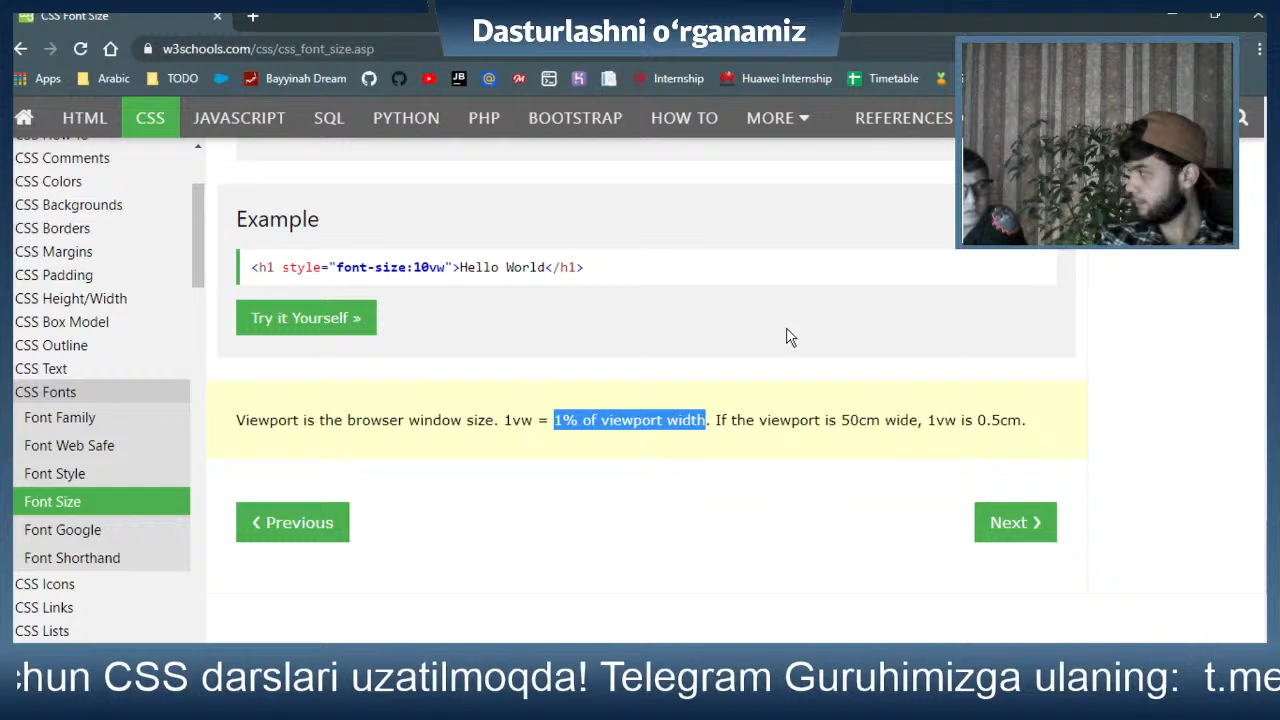 CSS Font Size
Dasturlashni o‘rganamiz
w3schools.com/css/css_font_size.asp
Apps Arabic TODO Bayyinah Dream Internship Huawei Internship Timetable
HTML CSS JAVASCRIPT SQL PYTHON PHP BOOTSTRAP HOW TO MORE REFERENCES
CSS Comments
CSS Colors
CSS Backgrounds
CSS Borders
CSS Margins
CSS Padding
CSS Height/Width
CSS Box Model
CSS Outline
CSS Text
CSS Fonts
Font Family
Font Web Safe
Font Style
Font Size
Font Google
Font Shorthand
CSS Icons
CSS Links
CSS Lists
Example
<h1 style="font-size:10vw">Hello World</h1>
Try it Yourself »
Viewport is the browser window size. 1vw = 1% of viewport width. If the viewport is 50cm wide, 1vw is 0.5cm.
❮ Previous
Next ❯
chun CSS darslari uzatilmoqda! Telegram Guruhimizga ulaning: t.me